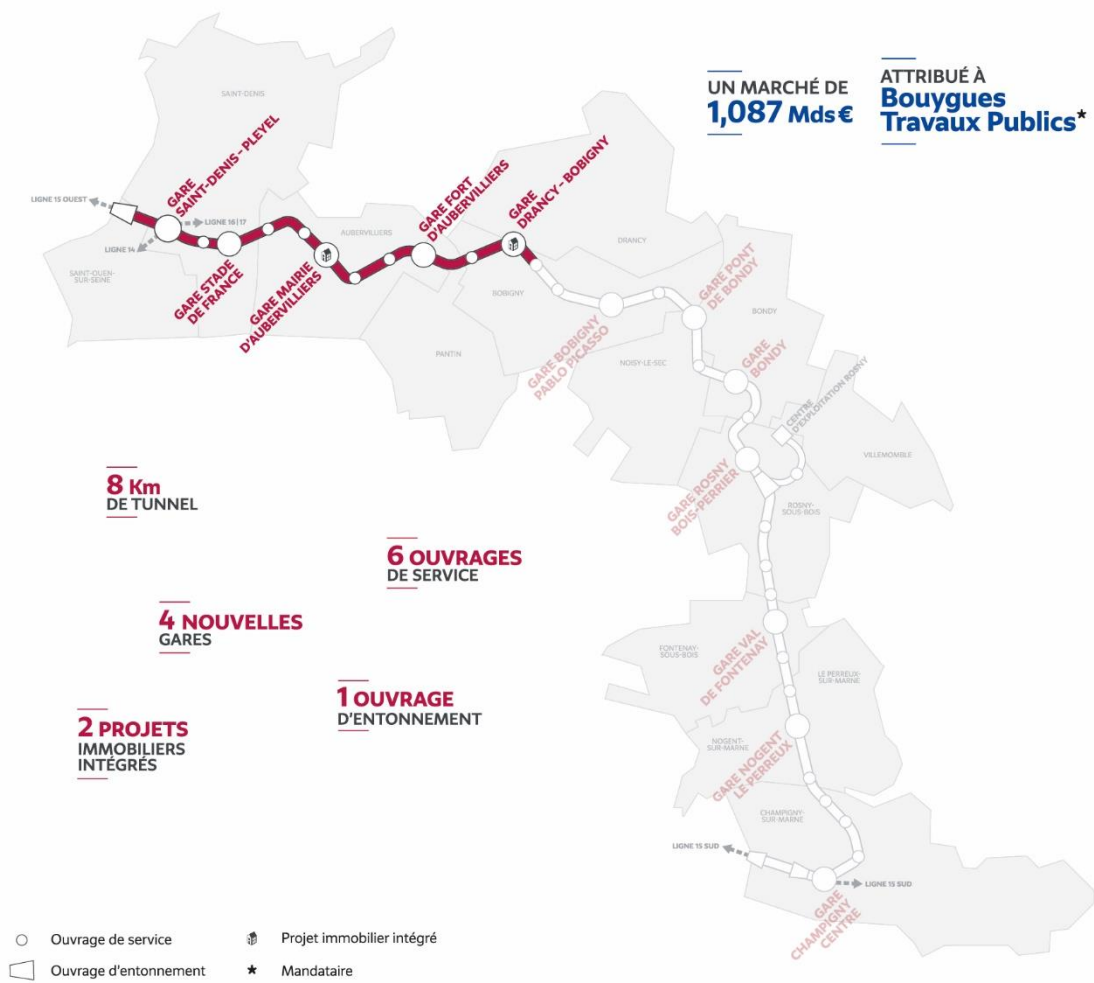 UN MARCHÉ DE
1,087 Mds €
ATTRIBUÉ À
Bouygues
Travaux Publics*
SAINT-DENIS
LIGNE 15 OUEST
GARE
SAINT-DENIS - PLEYEL
LIGNE 16 | 17
LIGNE 14
SAINT-OUEN-
SUR-SEINE
GARE STADE
DE FRANCE
GARE MAIRIE
D'AUBERVILLIERS
AUBERVILLIERS
GARE FORT
D'AUBERVILLIERS
GARE
DRANCY - BOBIGNY
DRANCY
BOBIGNY
PANTIN
GARE BOBIGNY
PABLO PICASSO
NOISY-LE-SEC
GARE PONT
DE BONDY
BONDY
GARE
BONDY
CENTRE
D'EXPLOITATION ROSNY
VILLEMOMBLE
GARE ROSNY
BOIS-PERRIER
ROSNY-
SOUS-BOIS
8 Km
DE TUNNEL
6 OUVRAGES
DE SERVICE
4 NOUVELLES
GARES
1 OUVRAGE
D'ENTONNEMENT
2 PROJETS
IMMOBILIERS
INTÉGRÉS
FONTENAY-
SOUS-BOIS
GARE VAL
DE FONTENAY
LE PERREUX-
SUR-MARNE
NOGENT-
SUR-MARNE
GARE NOGENT
LE PERREUX
CHAMPIGNY-
SUR-MARNE
LIGNE 15 SUD
LIGNE 15 SUD
GARE
CHAMPIGNY
CENTRE
Ouvrage de service
Projet immobilier intégré
Ouvrage d'entonnement
* Mandataire